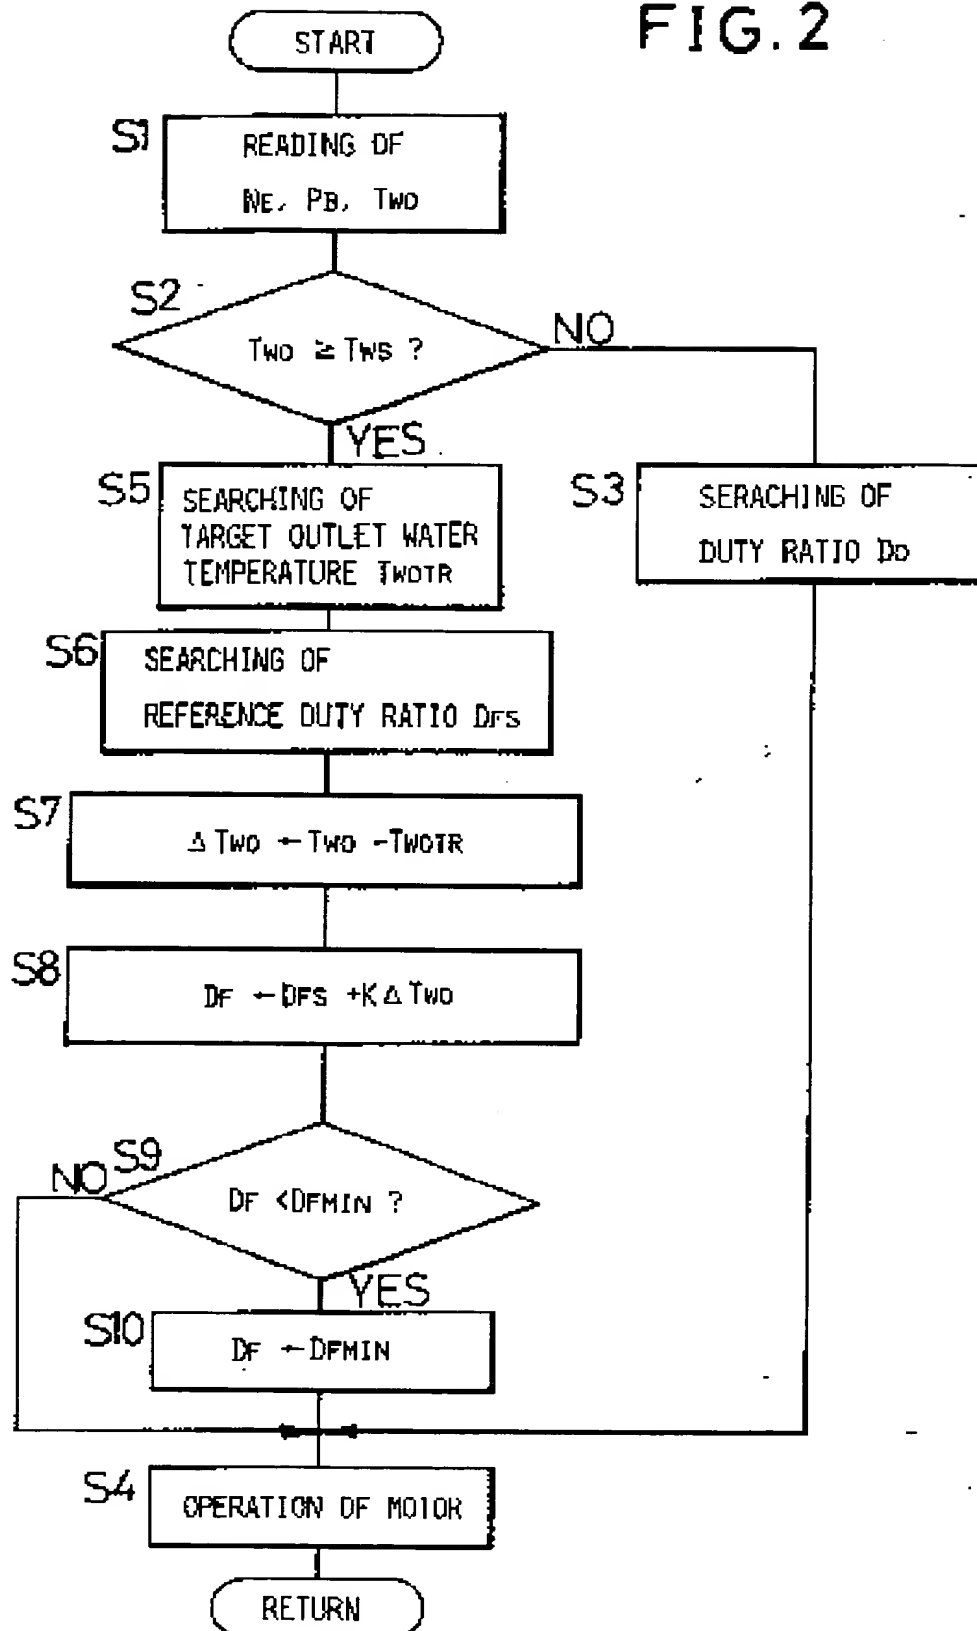 FIG. 2
START
S1
READING OF
NE, PB, TWO
S2
TWO ≥ TWS ?
NO
YES
S5
SEARCHING OF
TARGET OUTLET WATER
TEMPERATURE TWOTR
S3
SERACHING OF
DUTY RATIO DO
S6
SEARCHING OF
REFERENCE DUTY RATIO DFS
S7
Δ TWO ← TWO -TWOTR
S8
DF ← DFS +K Δ TWO
S9
NO
DF <DFMIN ?
YES
S10
DF ← DFMIN
S4
OPERATION OF MOTOR
RETURN